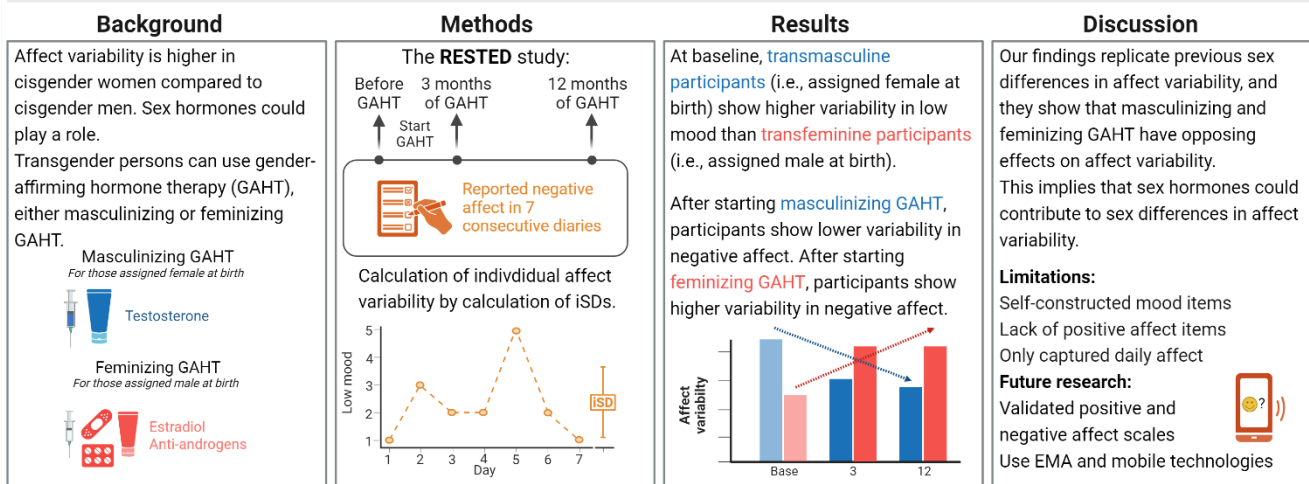 Background
Affect variability is higher in
cisgender women compared to
cisgender men. Sex hormones could
play a role.
Transgender persons can use gender-
affirming hormone therapy (GAHT),
either masculinizing or feminizing
GAHT.
Masculinizing GAHT
For those assigned female at birth
Testosterone
Feminizing GAHT
For those assigned male at birth
Estradiol
Anti-androgens
Methods
The RESTED study:
Before
GAHT
3 months
of GAHT
12 months
of GAHT
Start
GAHT
Reported negative
affect in 7
consecutive diaries
Calculation of indivdidual affect
variability by calculation of iSDs.
Low mood
5
4
3
2
1
iSD
1 2 3 4 5 6 7
Day
Results
At baseline, transmasculine
participants (i.e., assigned female at
birth) show higher variability in low
mood than transfeminine participants
(i.e., assigned male at birth).
After starting masculinizing GAHT,
participants show lower variability in
negative affect. After starting
feminizing GAHT, participants show
higher variability in negative affect.
Affect
variability
Base 3 12
Discussion
Our findings replicate previous sex
differences in affect variability, and
they show that masculinizing and
feminizing GAHT have opposing
effects on affect variability.
This implies that sex hormones could
contribute to sex differences in affect
variability.
Limitations:
Self-constructed mood items
Lack of positive affect items
Only captured daily affect
Future research:
Validated positive and
negative affect scales
Use EMA and mobile technologies
?